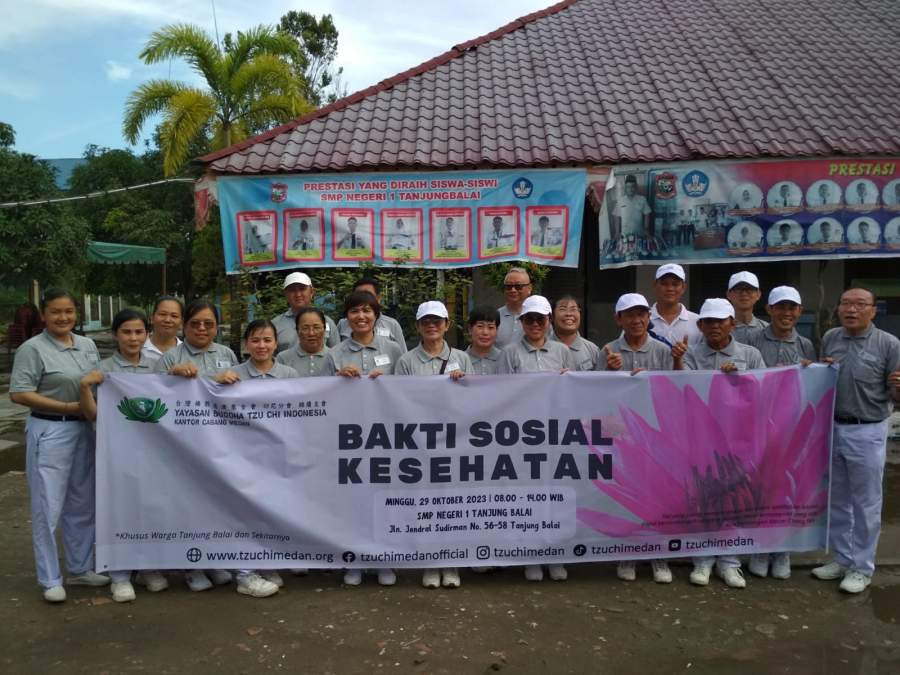 PRESTASI YANG DIRAIH SISWA-SISWI
SMP NEGERI 1 TANJUNGBALAI
PRESTASI
YAYASAN BUDDHA TZU CHI INDONESIA
KANTOR CABANG MEDAN
BAKTI SOSIAL
KESEHATAN
MINGGU, 29 OKTOBER 2023 | 08.00 - 14.00 WIB
SMP NEGERI 1 TANJUNG BALAI
Jln. Jendral Sudirman No. 56-58 Tanjung Balai
*Khusus Warga Tanjung Balai dan Sekitarnya
www.tzuchimedan.org tzuchimedanofficial tzuchimedan tzuchimedan tzuchimedan